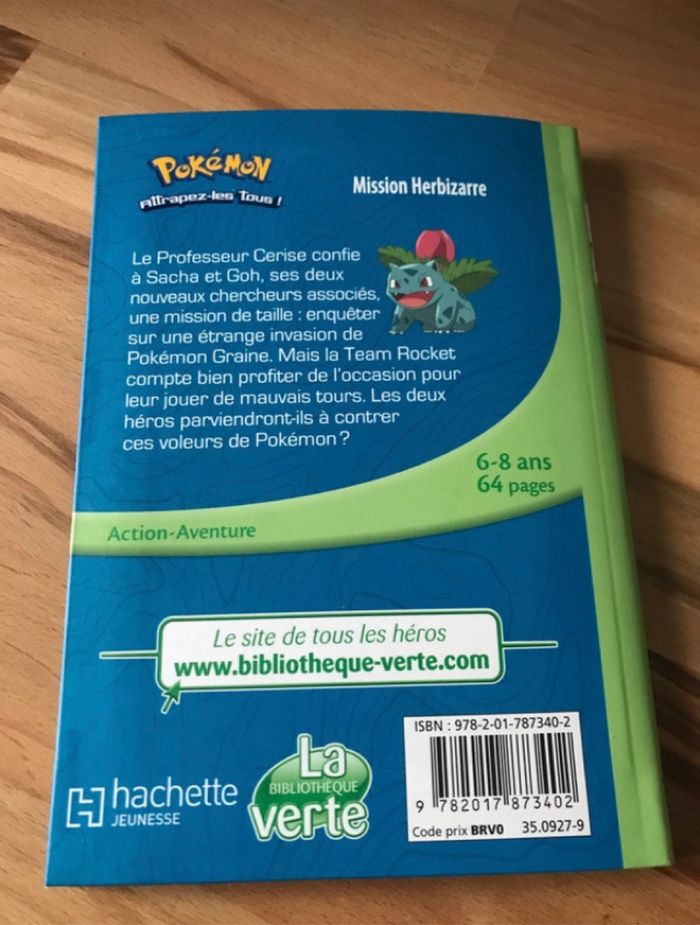 POKéMON
Attrapez-les Tous !
Mission Herbizarre
Le Professeur Cerise confie
à Sacha et Goh, ses deux
nouveaux chercheurs associés,
une mission de taille : enquêter
sur une étrange invasion de
Pokémon Graine. Mais la Team Rocket
compte bien profiter de l'occasion pour
leur jouer de mauvais tours. Les deux
héros parviendront-ils à contrer
ces voleurs de Pokémon ?
6-8 ans
64 pages
Action-Aventure
Le site de tous les héros
www.bibliotheque-verte.com
hachette
JEUNESSE
La
BIBLIOTHÈQUE
verte
ISBN : 978-2-01-787340-2
9 782017 873402
Code prix BRV0 35.0927-9